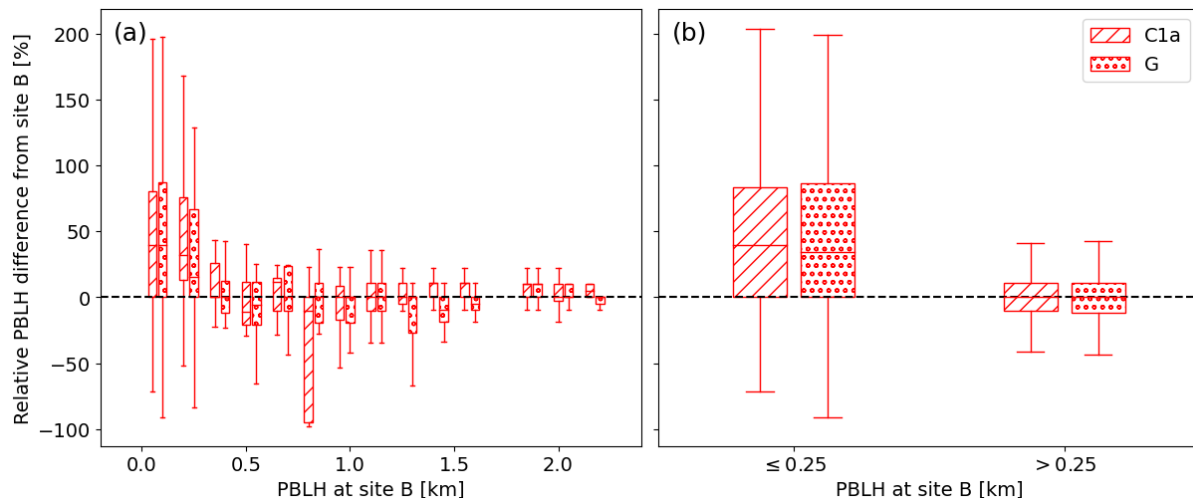 (a)
(b)
C1a
G
Relative PBLH difference from site B [%]
200
150
100
50
0
−50
−100
0.0 0.5 1.0 1.5 2.0
PBLH at site B [km]
≤ 0.25 > 0.25
PBLH at site B [km]